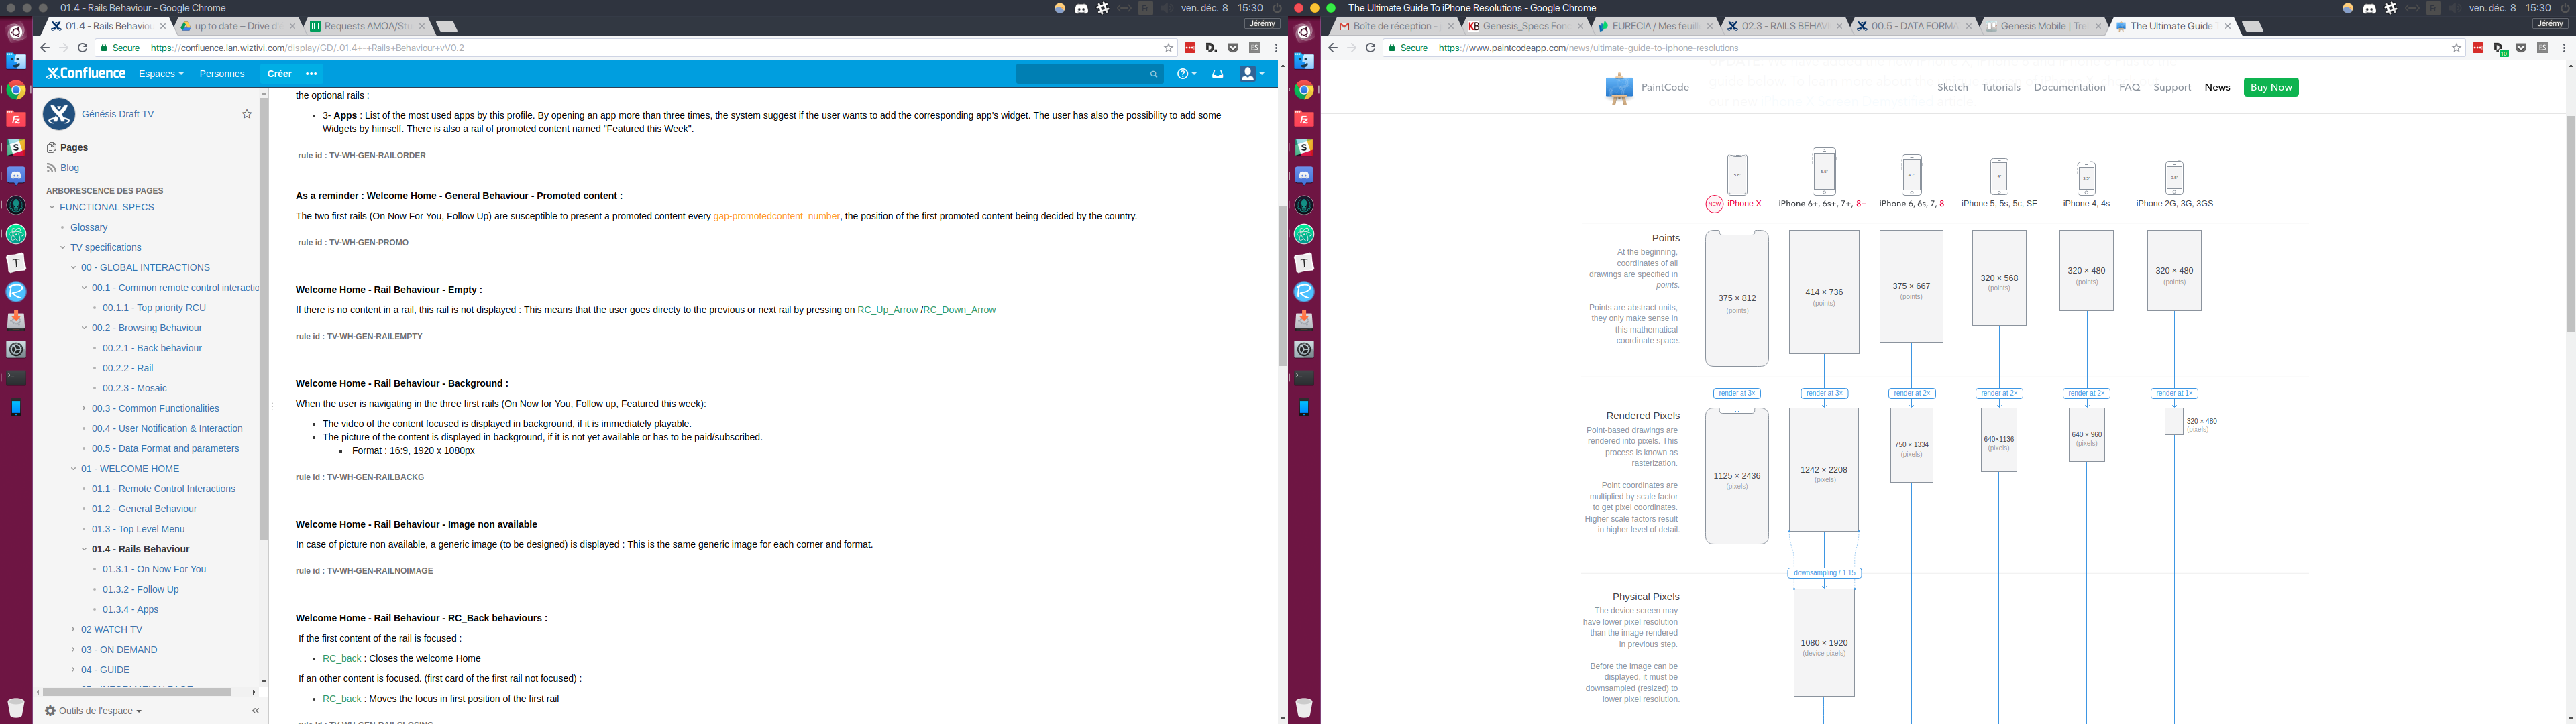 01.4 - Rails Behaviour - Google Chrome
ven. déc. 8 15:30
01.4 - Rails Behaviou
up to date – Drive d'e
Requests AMOA/Stu
Jérémy
Secure https://confluence.lan.wiztivi.com/display/GD/.01.4+-+Rails+Behaviour+vV0.2
Confluence Espaces Personnes Créer
Génésis Draft TV
Pages
Blog
ARBORESCENCE DES PAGES
FUNCTIONAL SPECS
Glossary
TV specifications
00 - GLOBAL INTERACTIONS
00.1 - Common remote control interactio
00.1.1 - Top priority RCU
00.2 - Browsing Behaviour
00.2.1 - Back behaviour
00.2.2 - Rail
00.2.3 - Mosaic
00.3 - Common Functionalities
00.4 - User Notification & Interaction
00.5 - Data Format and parameters
01 - WELCOME HOME
01.1 - Remote Control Interactions
01.2 - General Behaviour
01.3 - Top Level Menu
01.4 - Rails Behaviour
01.3.1 - On Now For You
01.3.2 - Follow Up
01.3.4 - Apps
02 WATCH TV
03 - ON DEMAND
04 - GUIDE
Outils de l'espace
the optional rails :
3- Apps : List of the most used apps by this profile. By opening an app more than three times, the system suggest if the user wants to add the corresponding app's widget. The user has also the possibility to add some
Widgets by himself. There is also a rail of promoted content named "Featured this Week".
rule id : TV-WH-GEN-RAILORDER
As a reminder : Welcome Home - General Behaviour - Promoted content :
The two first rails (On Now For You, Follow Up) are susceptible to present a promoted content every gap-promotedcontent_number, the position of the first promoted content being decided by the country.
rule id : TV-WH-GEN-PROMO
Welcome Home - Rail Behaviour - Empty :
If there is no content in a rail, this rail is not displayed : This means that the user goes directy to the previous or next rail by pressing on RC_Up_Arrow /RC_Down_Arrow
rule id : TV-WH-GEN-RAILEMPTY
Welcome Home - Rail Behaviour - Background :
When the user is navigating in the three first rails (On Now for You, Follow up, Featured this week):
The video of the content focused is displayed in background, if it is immediately playable.
The picture of the content is displayed in background, if it is not yet available or has to be paid/subscribed.
Format : 16:9, 1920 x 1080px
rule id : TV-WH-GEN-RAILBACKG
Welcome Home - Rail Behaviour - Image non available
In case of picture non available, a generic image (to be designed) is displayed : This is the same generic image for each corner and format.
rule id : TV-WH-GEN-RAILNOIMAGE
Welcome Home - Rail Behaviour - RC_Back behaviours :
If the first content of the rail is focused :
RC_back : Closes the welcome Home
If an other content is focused. (first card of the first rail not focused) :
RC_back : Moves the focus in first position of the first rail
rule id : TV-WH-GEN-RAILCLOSING
The Ultimate Guide To iPhone Resolutions - Google Chrome
ven. déc. 8 15:30
Boîte de réception -
Genesis_Specs Fonc
EURECIA / Mes feuill
02.3 - RAILS BEHAVI
00.5 - DATA FORMA
Genesis Mobile | Tre
The Ultimate Guide
Jérémy
Secure https://www.paintcodeapp.com/news/ultimate-guide-to-iphone-resolutions
PaintCode Sketch Tutorials Documentation FAQ Support News Buy Now
5.8" 5.5" 4.7" 4" 3.5" 3.5"
NEW iPhone X
iPhone 6+, 6s+, 7+, 8+
iPhone 6, 6s, 7, 8
iPhone 5, 5s, 5c, SE
iPhone 4, 4s
iPhone 2G, 3G, 3GS
Points
At the beginning,
coordinates of all
drawings are specified in
points.
Points are abstract units,
they only make sense in
this mathematical
coordinate space.
375 × 812
(points)
414 × 736
(points)
375 × 667
(points)
320 × 568
(points)
320 × 480
(points)
320 × 480
(points)
render at 3×
render at 3×
render at 2×
render at 2×
render at 2×
render at 1×
Rendered Pixels
Point-based drawings are
rendered into pixels. This
process is known as
rasterization.
Point coordinates are
multiplied by scale factor
to get pixel coordinates.
Higher scale factors result
in higher level of detail.
1125 × 2436
(pixels)
1242 × 2208
(pixels)
750 × 1334
(pixels)
640×1136
(pixels)
640 × 960
(pixels)
320 × 480
(pixels)
downsampling / 1.15
Physical Pixels
The device screen may
have lower pixel resolution
than the image rendered
in previous step.
Before the image can be
displayed, it must be
downsampled (resized) to
lower pixel resolution.
1080 × 1920
(device pixels)